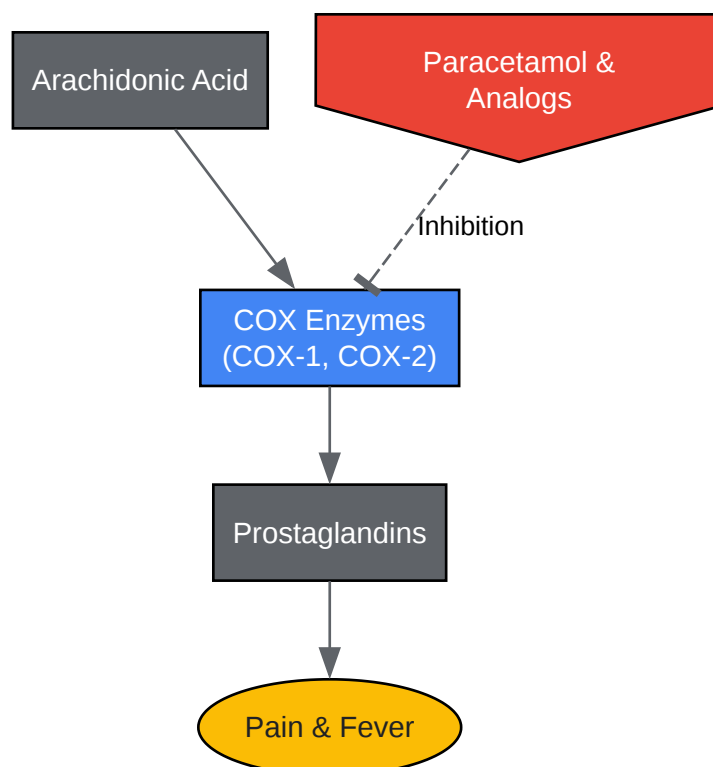 Arachidonic Acid
Paracetamol &
Analogs
Inhibition
COX Enzymes
(COX-1, COX-2)
Prostaglandins
Pain & Fever